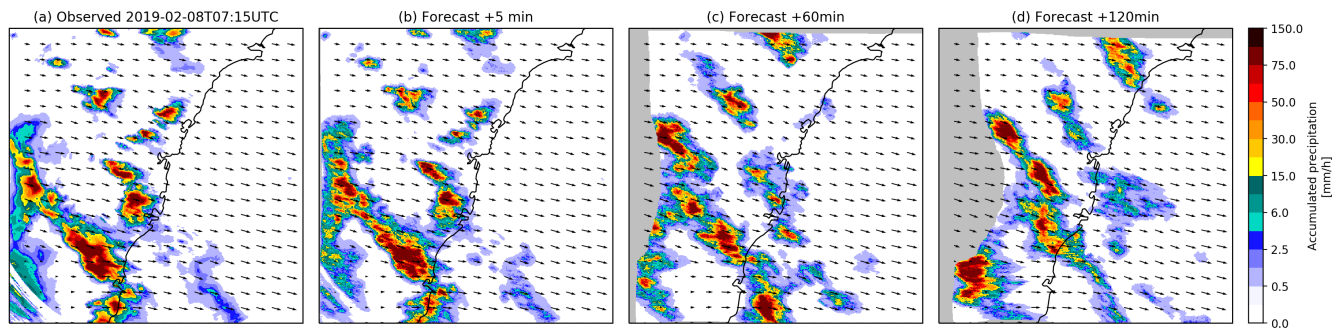 (a) Observed 2019-02-08T07:15UTC
(b) Forecast +5 min
(c) Forecast +60min
(d) Forecast +120min
150.0
75.0
50.0
30.0
15.0
6.0
2.5
0.5
0.0
Accumulated precipitation
[mm/h]